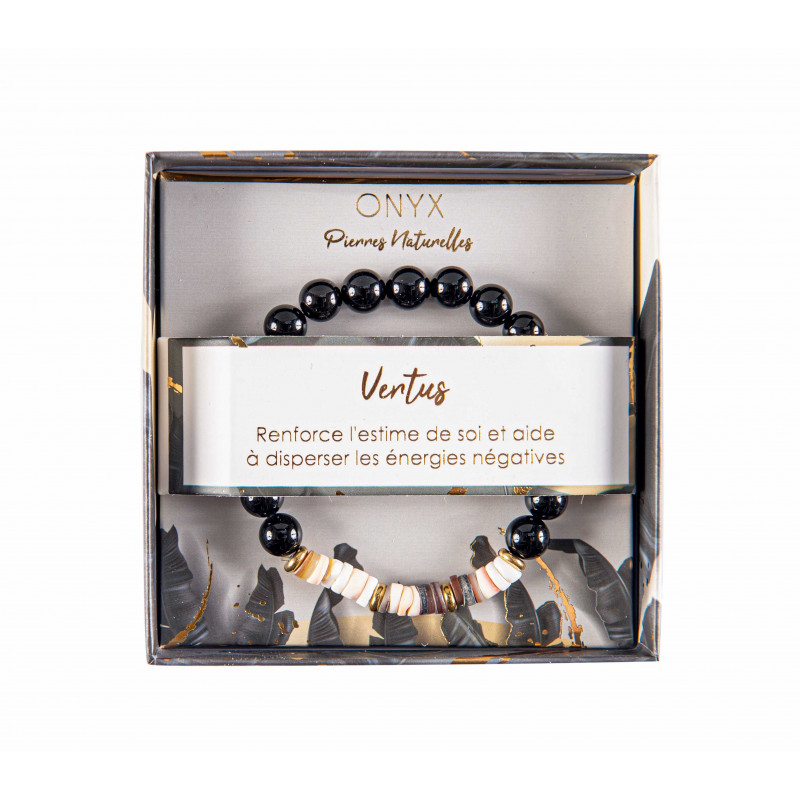 ONYX
Pierres Naturelles
Vertus
Renforce l'estime de soi et aide
à disperser les énergies négatives